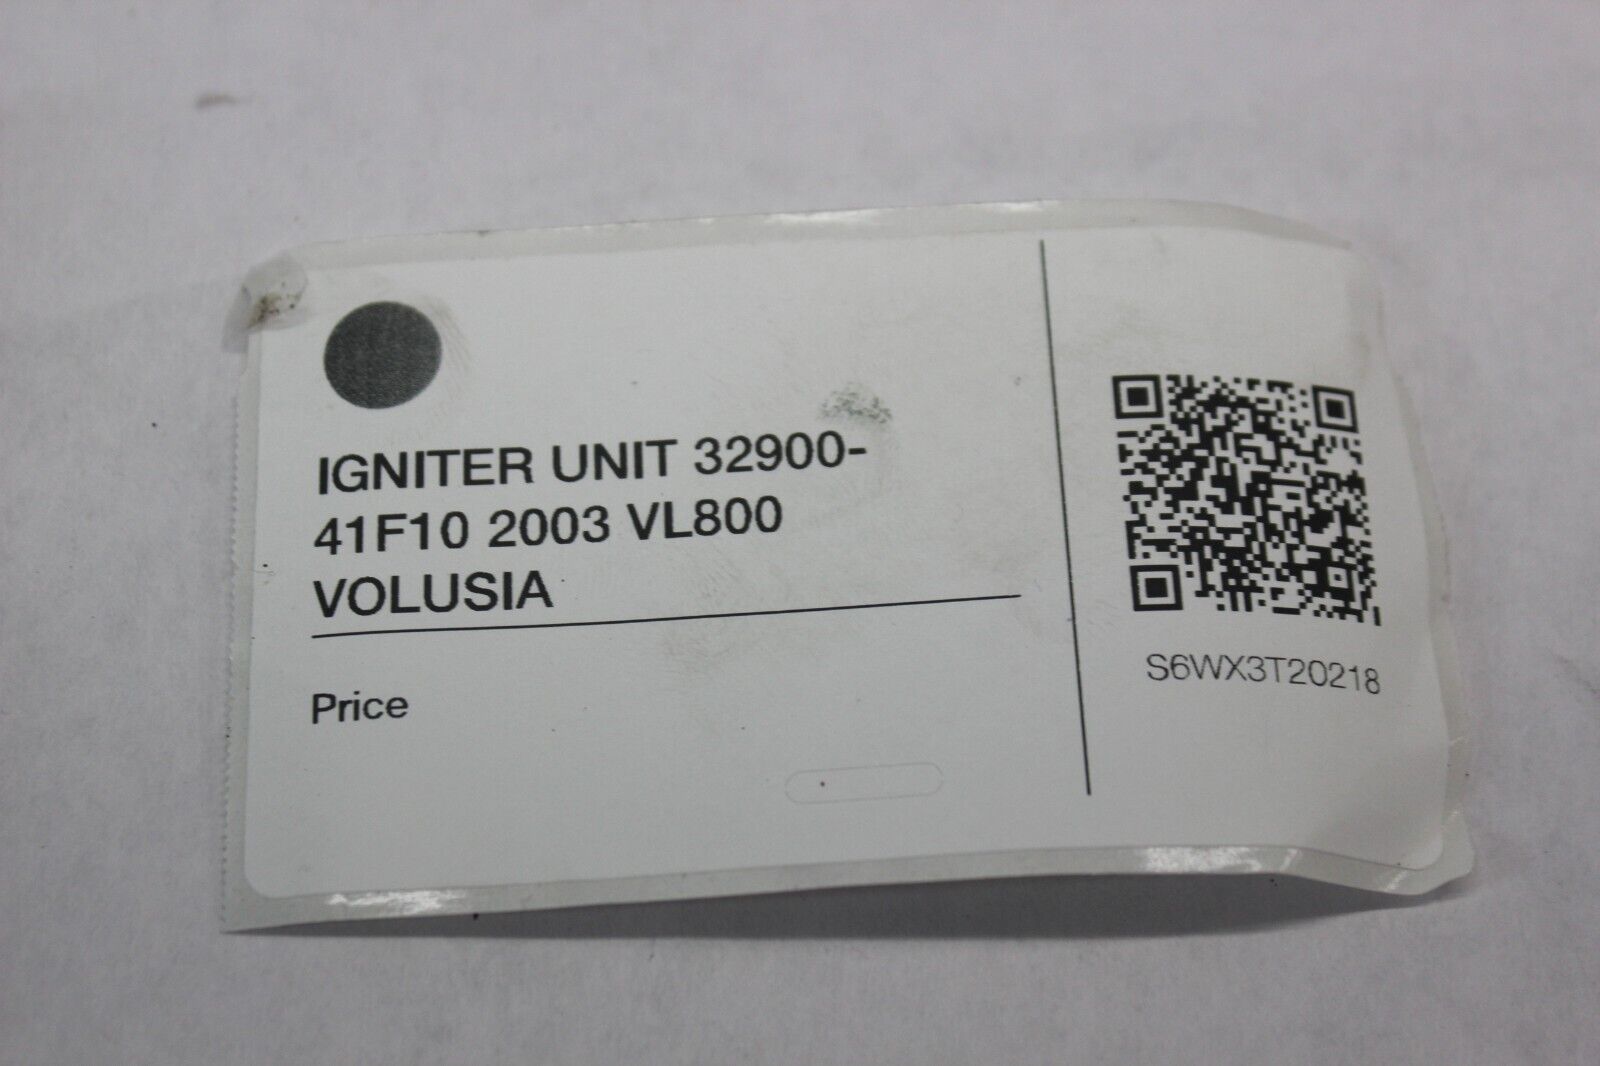 IGNITER UNIT 32900-
41F10 2003 VL800
VOLUSIA
Price
S6WX3T20218